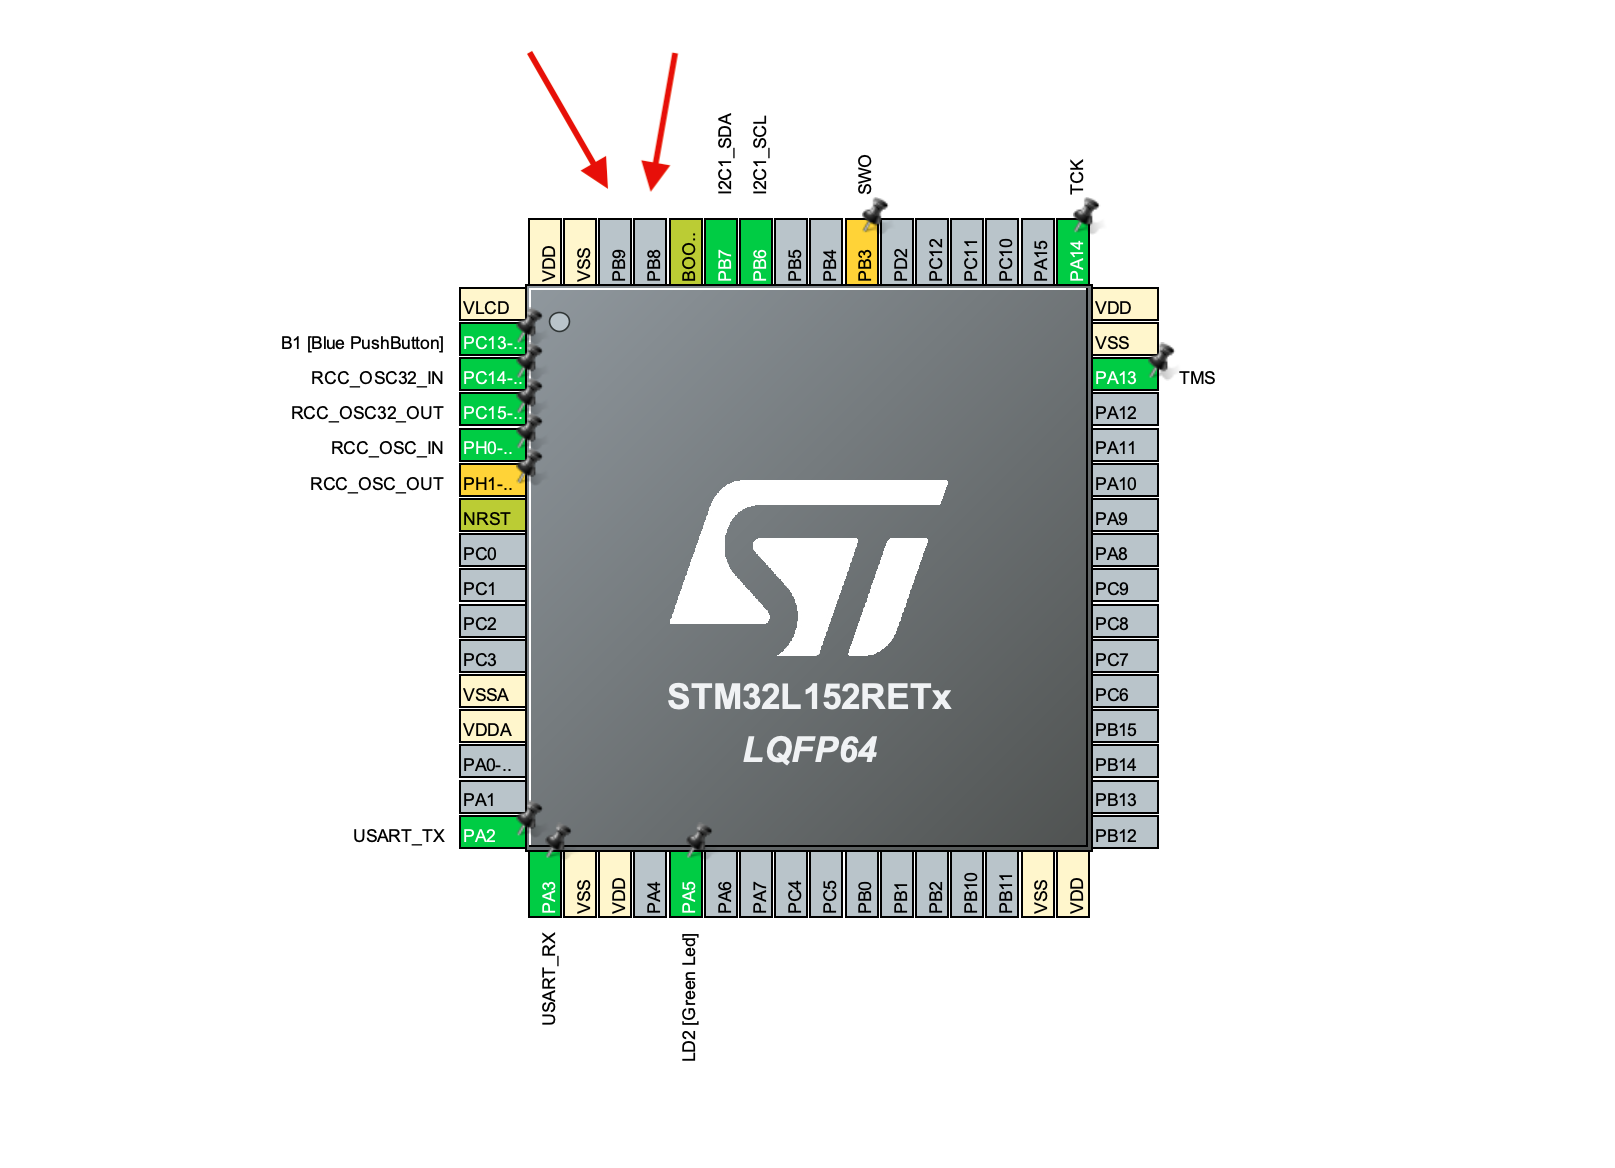 I2C1_SDA
I2C1_SCL
SWO
TCK
VDD
VSS
PB9
PB8
BOO..
PB7
PB6
PB5
PB4
PB3
PD2
PC12
PC11
PC10
PA15
PA14
VLCD
B1 [Blue PushButton] PC13-..
RCC_OSC32_IN PC14-..
RCC_OSC32_OUT PC15-..
RCC_OSC_IN PH0-..
RCC_OSC_OUT PH1-..
NRST
PC0
PC1
PC2
PC3
VSSA
VDDA
PA0-..
PA1
USART_TX PA2
VDD
VSS
PA13 TMS
PA12
PA11
PA10
PA9
PA8
PC9
PC8
PC7
PC6
PB15
PB14
PB13
PB12
ST
STM32L152RETx
LQFP64
PA3
VSS
VDD
PA4
PA5
PA6
PA7
PC4
PC5
PB0
PB1
PB2
PB10
PB11
VSS
VDD
USART_RX
LD2 [Green Led]